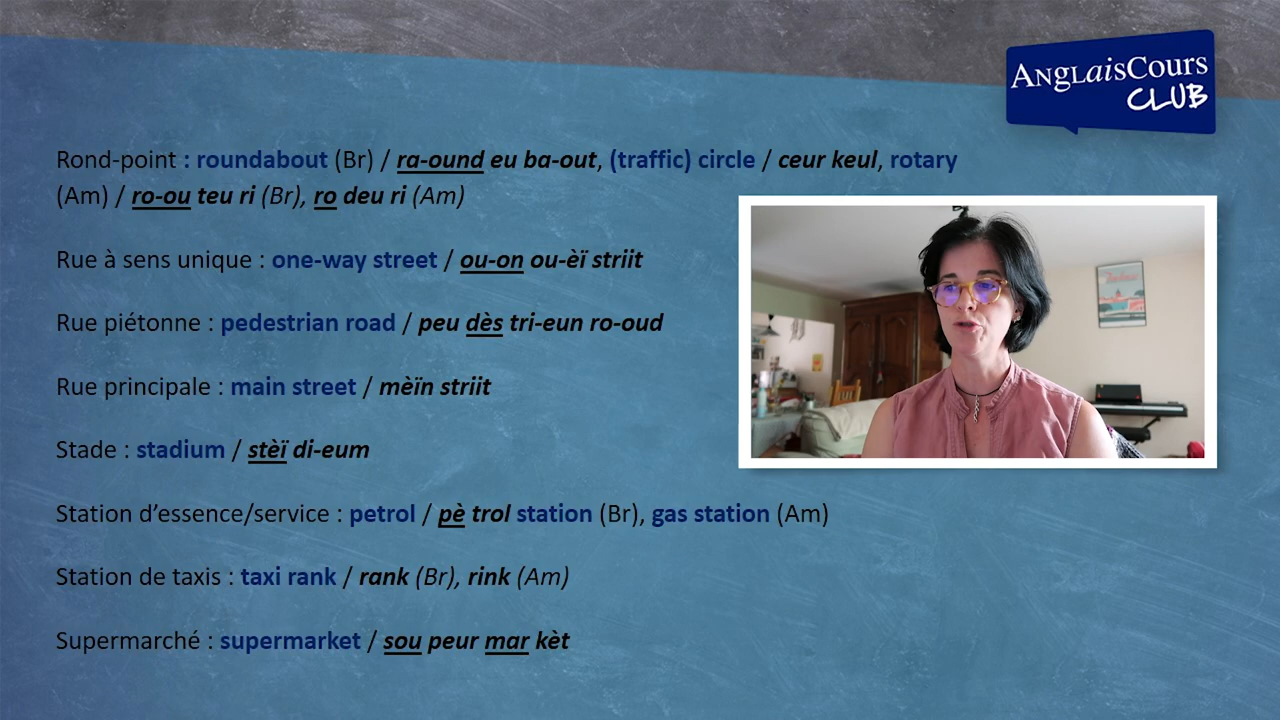 ANGLaisCours
CLUB
Rond-point : roundabout (Br) / ra-ound eu ba-out, (traffic) circle / ceur keul, rotary
(Am) / ro-ou teu ri (Br), ro deu ri (Am)
Rue à sens unique : one-way street / ou-on ou-èï striit
Rue piétonne : pedestrian road / peu dès tri-eun ro-oud
Rue principale : main street / mèïn striit
Stade : stadium / stèï di-eum
Station d’essence/service : petrol / pè trol station (Br), gas station (Am)
Station de taxis : taxi rank / rank (Br), rink (Am)
Supermarché : supermarket / sou peur mar kèt